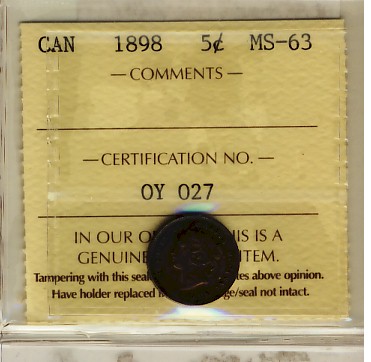 CAN 1898 5¢ MS-63
— COMMENTS —
— CERTIFICATION NO. —
OY 027
IN OUR THIS IS A
GENUINE ITEM.
Tampering with this seal above opinion.
Have holder replaced /seal not intact.